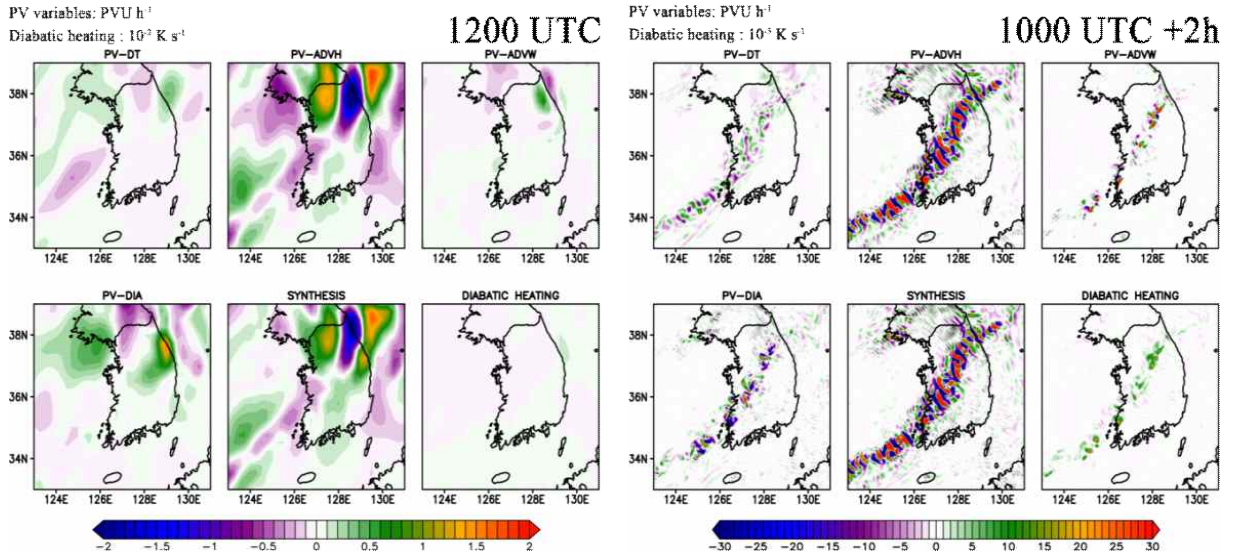 PV variables: PVU h⁻¹
Diabatic heating : 10⁻² K s⁻¹
1200 UTC
PV-DT PV-ADVH PV-ADVW
38N
36N
34N
124E 126E 128E 130E 124E 126E 128E 130E 124E 126E 128E 130E
PV-DIA SYNTHESIS DIABATIC HEATING
38N
36N
34N
124E 126E 128E 130E 124E 126E 128E 130E 124E 126E 128E 130E
−2 −1.5 −1 −0.5 0 0.5 1 1.5 2
PV variables: PVU h⁻¹
1000 UTC +2h
PV-DT PV-ADVH PV-ADVW
38N
36N
34N
124E 126E 128E 130E 124E 126E 128E 130E 124E 126E 128E 130E
PV-DIA SYNTHESIS DIABATIC HEATING
38N
36N
34N
124E 126E 128E 130E 124E 126E 128E 130E 124E 126E 128E 130E
−30 −25 −20 −15 −10 −5 0 5 10 15 20 25 30